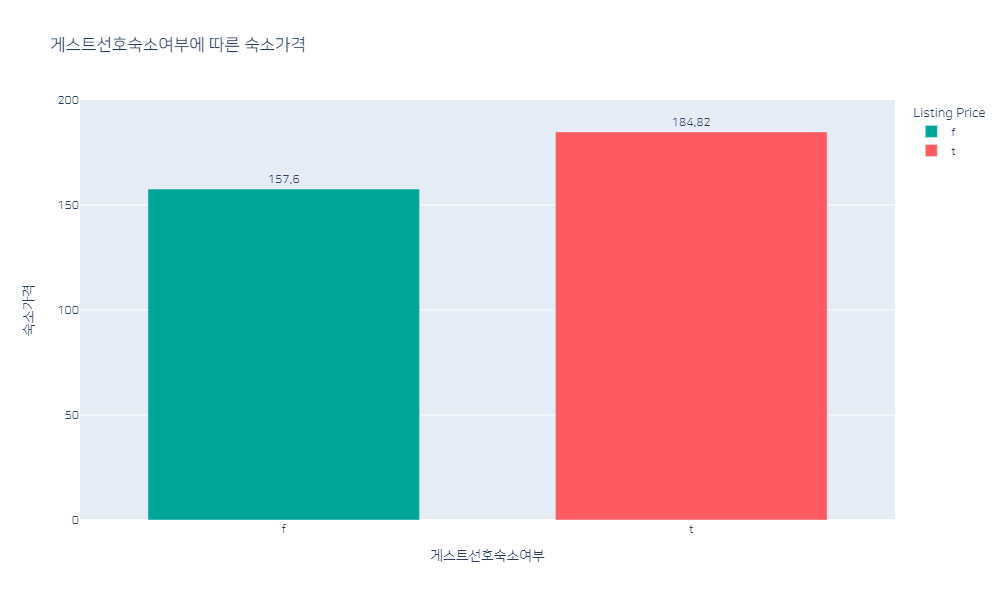 게스트선호숙소여부에 따른 숙소가격
200
150
100
50
0
숙소가격
157.6
184.82
f
t
게스트선호숙소여부
Listing Price
f
t